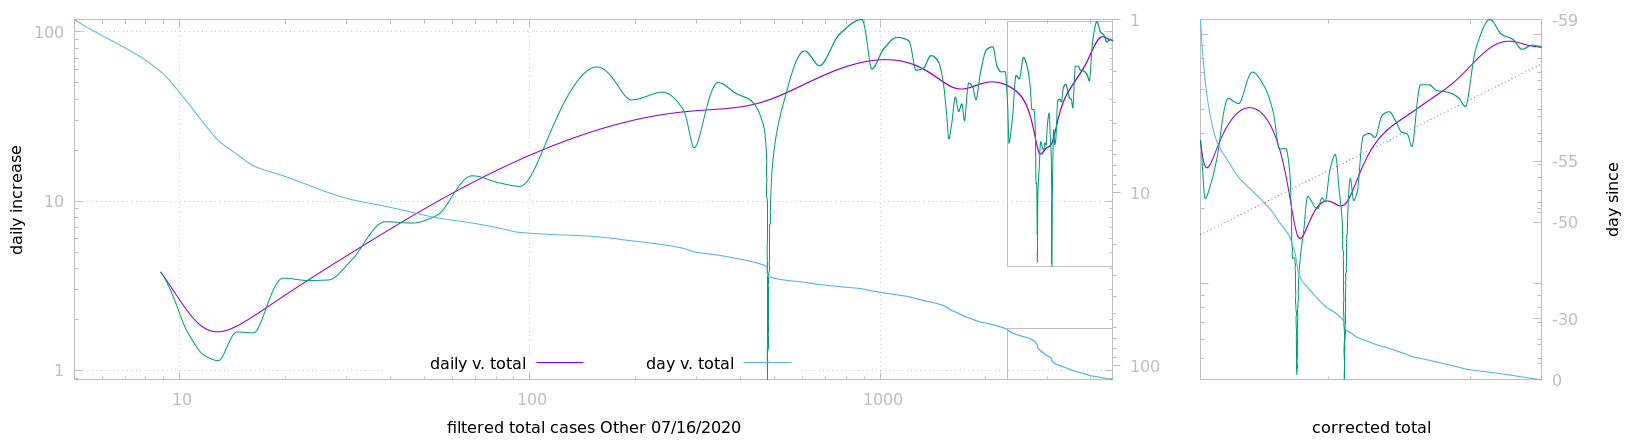 100
10
1
daily increase
daily v. total
day v. total
10
100
1000
filtered total cases Other 07/16/2020
1
10
100
-59
-55
-50
-30
0
day since
corrected total